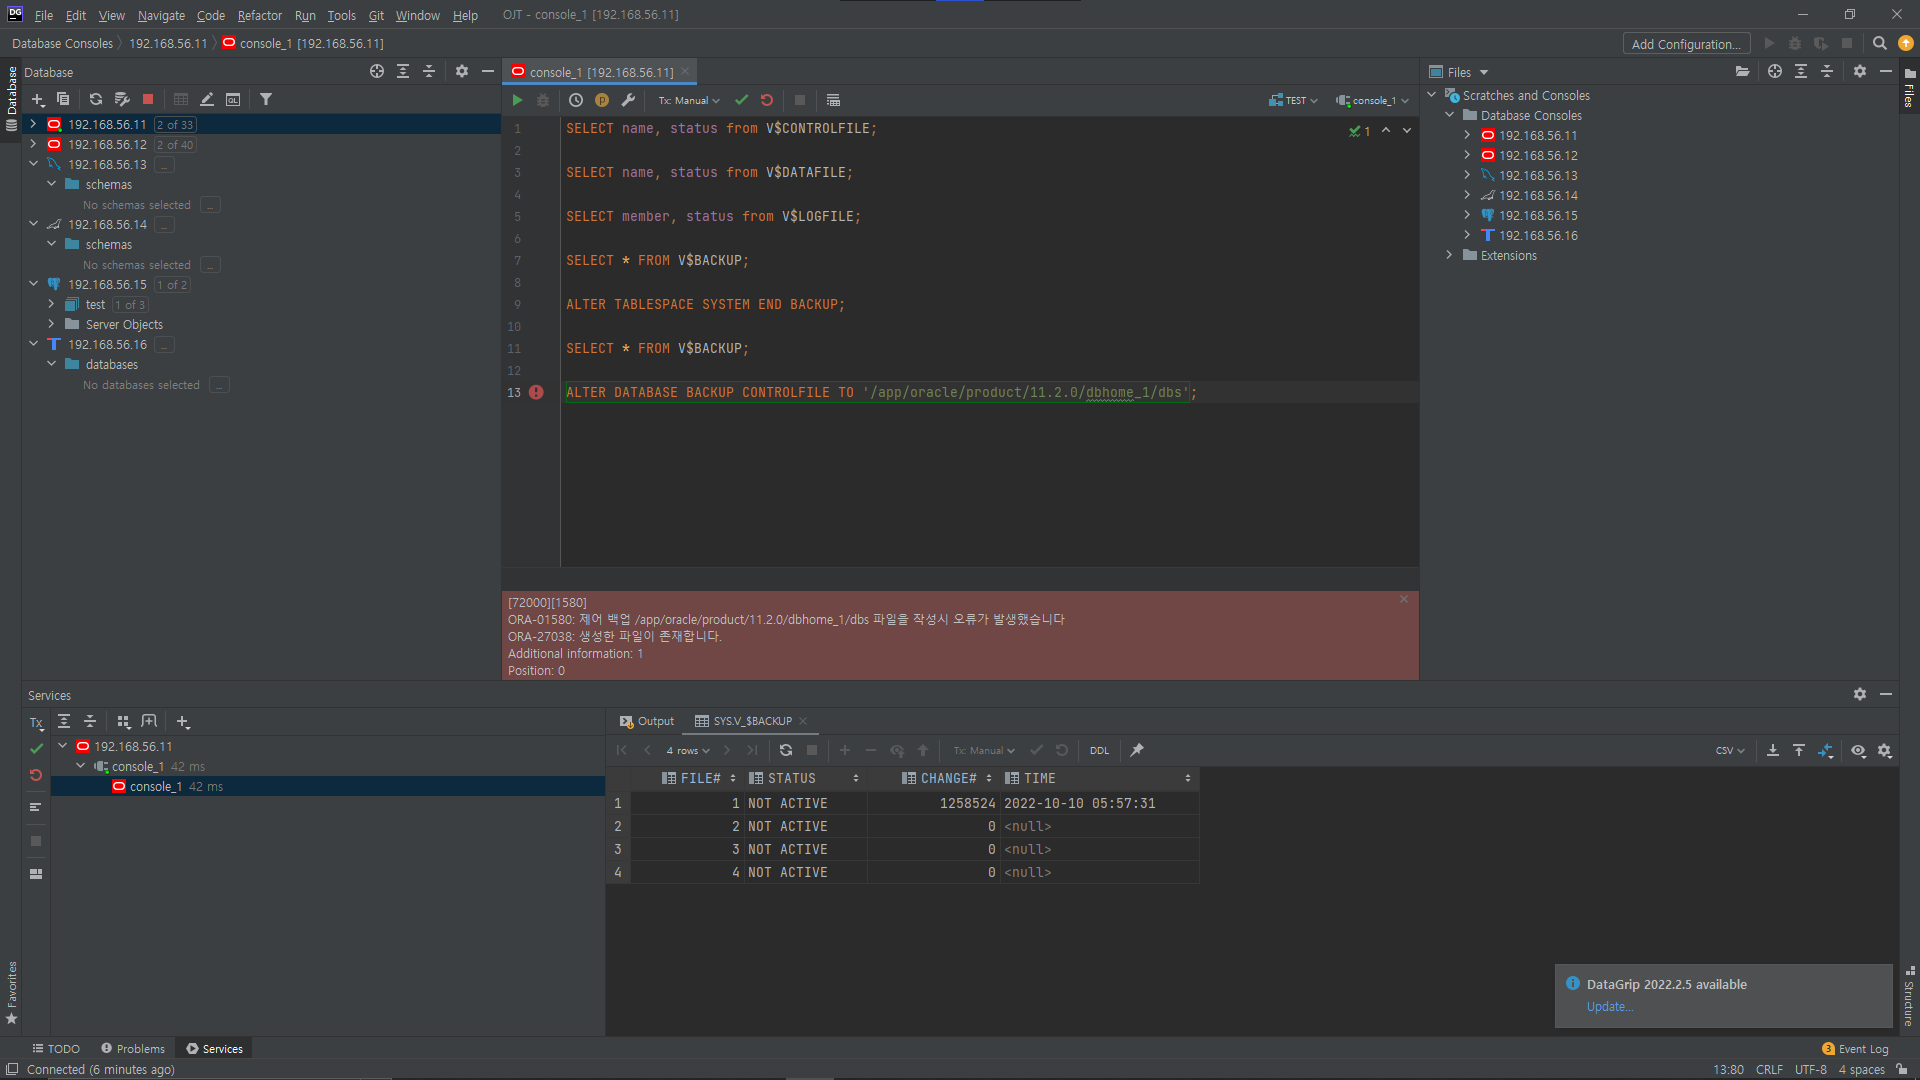 DG File Edit View Navigate Code Refactor Run Tools Git Window Help OJT - console_1 [192.168.56.11]
Database Consoles 192.168.56.11 console_1 [192.168.56.11] Add Configuration...
Database
Database
192.168.56.11 2 of 33
192.168.56.12 2 of 40
192.168.56.13 ...
schemas
No schemas selected ...
192.168.56.14 ...
schemas
No schemas selected ...
192.168.56.15 1 of 2
test 1 of 3
Server Objects
192.168.56.16 ...
databases
No databases selected ...
console_1 [192.168.56.11]
Tx: Manual TEST console_1
1 SELECT name, status from V$CONTROLFILE;
1
2
3 SELECT name, status from V$DATAFILE;
4
5 SELECT member, status from V$LOGFILE;
6
7 SELECT * FROM V$BACKUP;
8
9 ALTER TABLESPACE SYSTEM END BACKUP;
10
11 SELECT * FROM V$BACKUP;
12
13 ALTER DATABASE BACKUP CONTROLFILE TO '/app/oracle/product/11.2.0/dbhome_1/dbs';
[72000][1580]
ORA-01580: 제어 백업 /app/oracle/product/11.2.0/dbhome_1/dbs 파일을 작성시 오류가 발생했습니다
ORA-27038: 생성한 파일이 존재합니다.
Additional information: 1
Position: 0
Files
Files
Scratches and Consoles
Database Consoles
192.168.56.11
192.168.56.12
192.168.56.13
192.168.56.14
192.168.56.15
192.168.56.16
Extensions
Services
Tx
192.168.56.11
console_1 42 ms
console_1 42 ms
Output SYS.V_$BACKUP
4 rows Tx: Manual DDL CSV
FILE# STATUS CHANGE# TIME
1 1 NOT ACTIVE 1258524 2022-10-10 05:57:31
2 2 NOT ACTIVE 0 <null>
3 3 NOT ACTIVE 0 <null>
4 4 NOT ACTIVE 0 <null>
DataGrip 2022.2.5 available
Update...
Favorites
Structure
TODO Problems Services 3 Event Log
Connected (6 minutes ago) 13:80 CRLF UTF-8 4 spaces